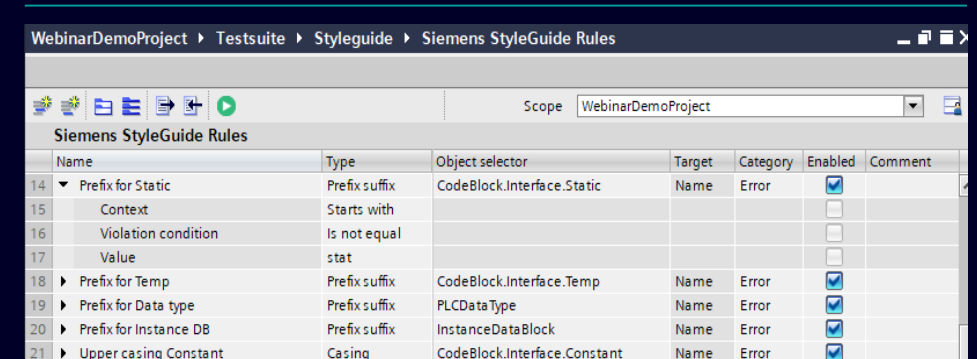 WebinarDemoProject ▸ Testsuite ▸ Styleguide ▸ Siemens StyleGuide Rules
Scope WebinarDemoProject
Siemens StyleGuide Rules
Name Type Object selector Target Category Enabled Comment
14 Prefix for Static Prefix suffix CodeBlock.Interface.Static Name Error
15 Context Starts with
16 Violation condition Is not equal
17 Value stat
18 Prefix for Temp Prefix suffix CodeBlock.Interface.Temp Name Error
19 Prefix for Data type Prefix suffix PLCDataType Name Error
20 Prefix for Instance DB Prefix suffix InstanceDataBlock Name Error
21 Upper casing Constant Casing CodeBlock.Interface.Constant Name Error